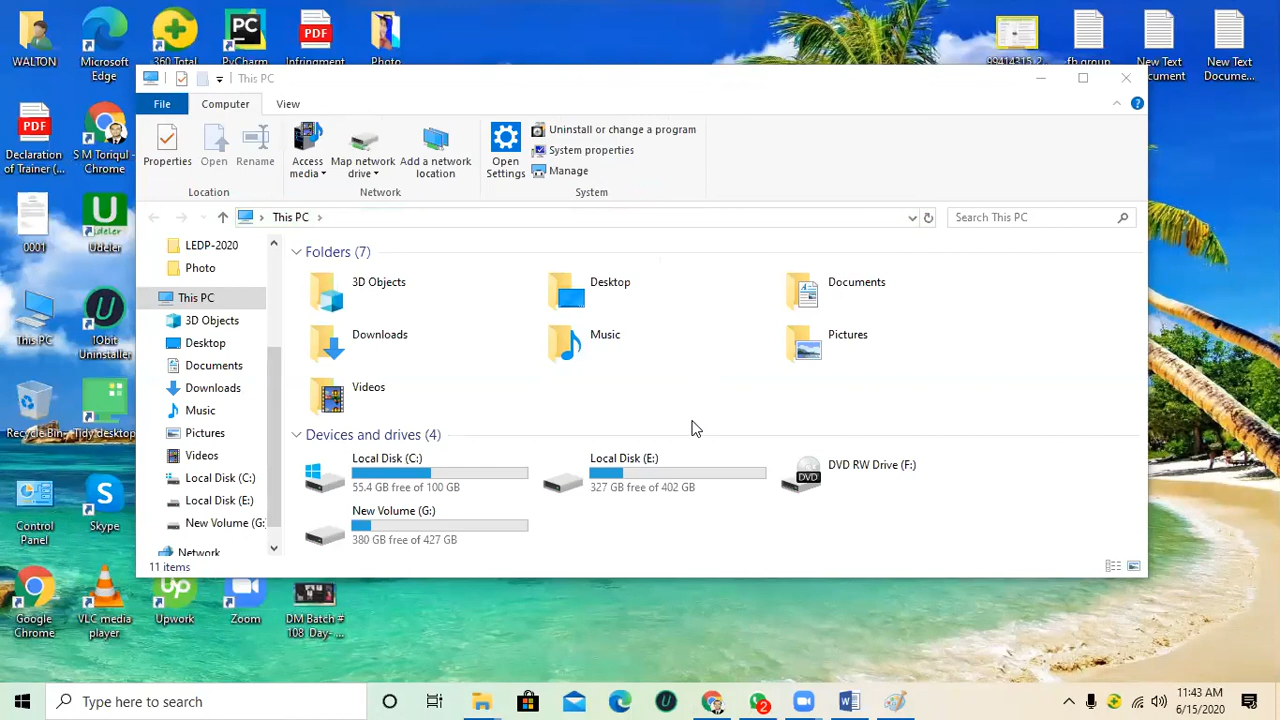 WALTON
Microsoft
Edge
360 Total
PyCharm
PDF
Infringment
Photo
99414315-2
fh group
New Text
Document
New Text
Docume...
This PC
File
Computer
View
Properties
Open
Rename
Access
media
Map network
drive
Add a network
location
Open
Settings
Uninstall or change a program
System properties
Manage
Location
Network
System
This PC
Search This PC
PDF
Declaration
of Trainer (...
S M Toriqul -
Chrome
0001
Udeler
This PC
IObit
Uninstaller
Recycle Bin
Tidy desktop
Control
Panel
Skype
LEDP-2020
Photo
This PC
3D Objects
Desktop
Documents
Downloads
Music
Pictures
Videos
Local Disk (C:)
Local Disk (E:)
New Volume (G:
Network
Folders (7)
3D Objects
Desktop
Documents
Downloads
Music
Pictures
Videos
Devices and drives (4)
Local Disk (C:)
55.4 GB free of 100 GB
Local Disk (E:)
327 GB free of 402 GB
DVD
DVD RW Drive (F:)
New Volume (G:)
380 GB free of 427 GB
11 items
Google
Chrome
VLC media
player
Up
Upwork
Zoom
DM Batch #
108_Day-...
Type here to search
2
11:43 AM
6/15/2020